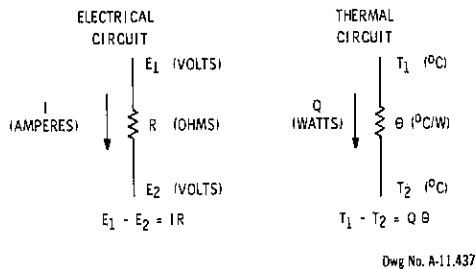 ELECTRICAL
CIRCUIT
E1 (VOLTS)
I
(AMPERES)
R (OHMS)
E2 (VOLTS)
E1 - E2 = IR
THERMAL
CIRCUIT
T1 (°C)
Q
(WATTS)
θ (°C/W)
T2 (°C)
T1 - T2 = Q θ
Dwg No. A-11,437